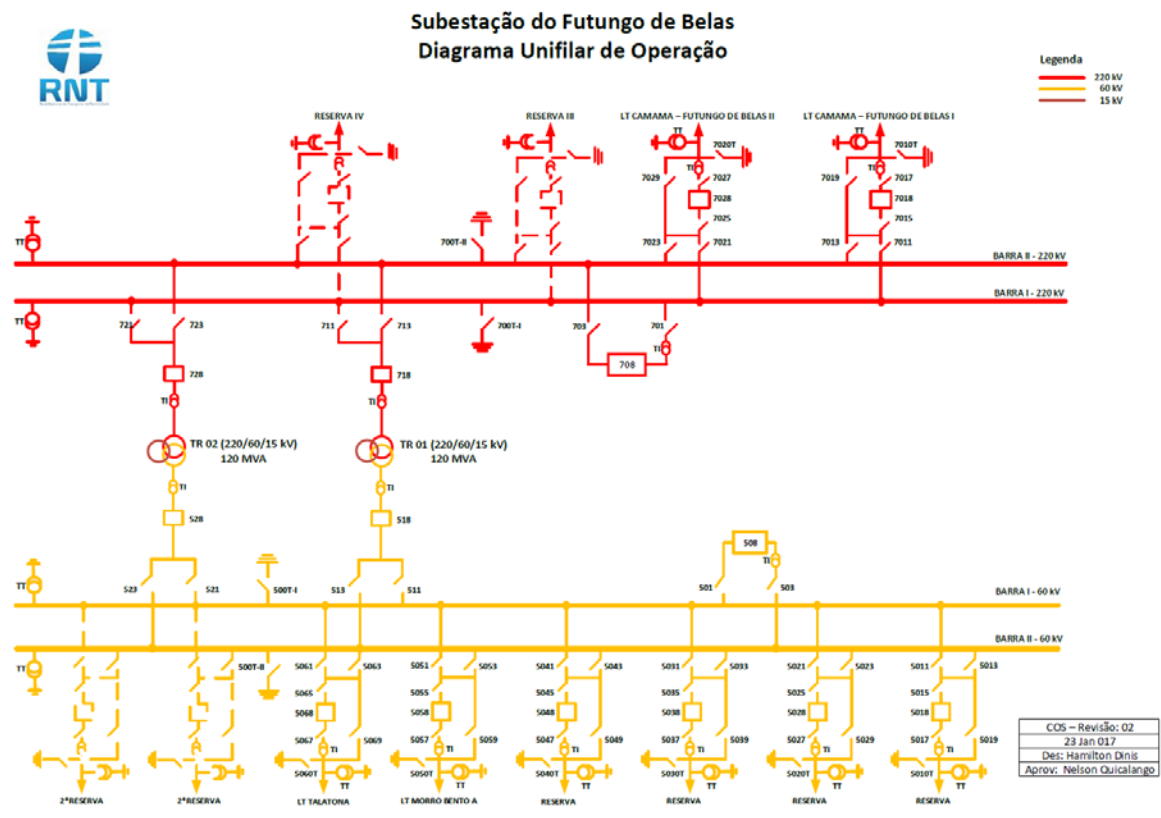 Subestação do Futungo de Belas
Diagrama Unifilar de Operação
RNT
Legenda
220 kV
60 kV
15 kV
RESERVA IV
RESERVA III
LT CAMAMA – FUTUNGO DE BELAS II
LT CAMAMA – FUTUNGO DE BELAS I
TT
TT
7020T
7010T
TI
TI
7029
7027
7019
7017
7028
7018
7025
7015
TT
700T-II
7023
7021
7013
7011
BARRA II - 220 kV
BARRA I - 220 kV
TT
721
723
711
713
700T-I
703
701
TI
708
728
718
TI
TI
TR 02 (220/60/15 kV)
120 MVA
TR 01 (220/60/15 kV)
120 MVA
TI
TI
528
518
508
TI
TT
523
521
500T-I
513
511
501
503
BARRA I - 60 kV
BARRA II - 60 kV
TT
500T-II
5061
5063
5051
5053
5041
5043
5031
5033
5021
5023
5011
5013
5065
5055
5045
5035
5025
5015
5068
5058
5048
5038
5028
5018
5067
5069
5057
5059
5047
5049
5037
5039
5027
5029
5017
5019
TI
TI
TI
TI
TI
TI
5060T
5050T
5040T
5030T
5020T
5010T
TT
TT
TT
TT
TT
TT
2ªRESERVA
2ªRESERVA
LT TALATONA
LT MORRO BENTO A
RESERVA
RESERVA
RESERVA
RESERVA
COS – Revisão: 02
23 Jan 017
Des: Hamilton Dinis
Aprov: Nelson Quicalango